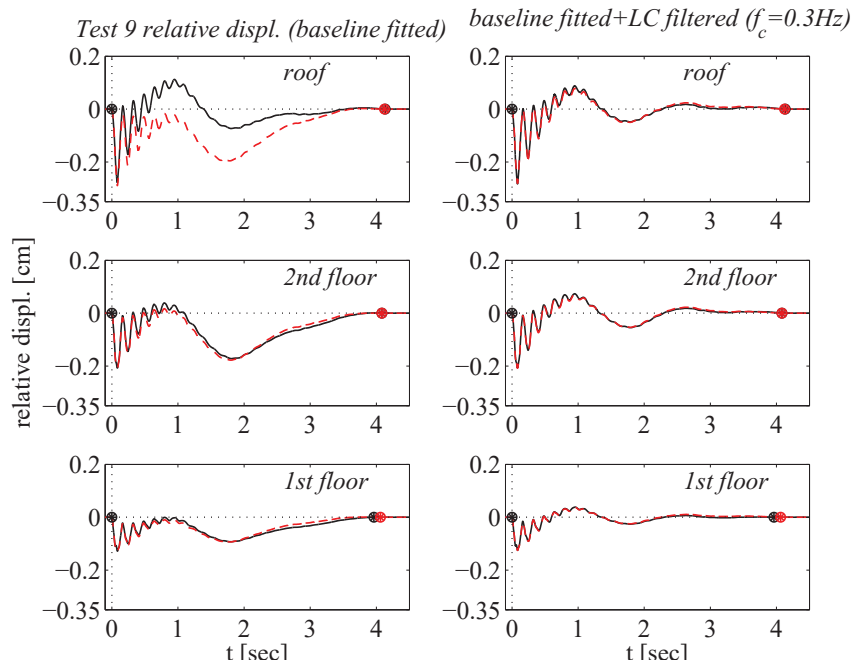 Test 9 relative displ. (baseline fitted)
baseline fitted+LC filtered (f_c=0.3Hz)
roof
0.2
0
−0.2
−0.35
0 1 2 3 4
roof
0.2
0
−0.2
−0.35
0 1 2 3 4
relative displ. [cm]
2nd floor
0.2
0
−0.2
−0.35
0 1 2 3 4
2nd floor
0.2
0
−0.2
−0.35
0 1 2 3 4
1st floor
0.2
0
−0.2
−0.35
0 1 2 3 4
t [sec]
1st floor
0.2
0
−0.2
−0.35
0 1 2 3 4
t [sec]